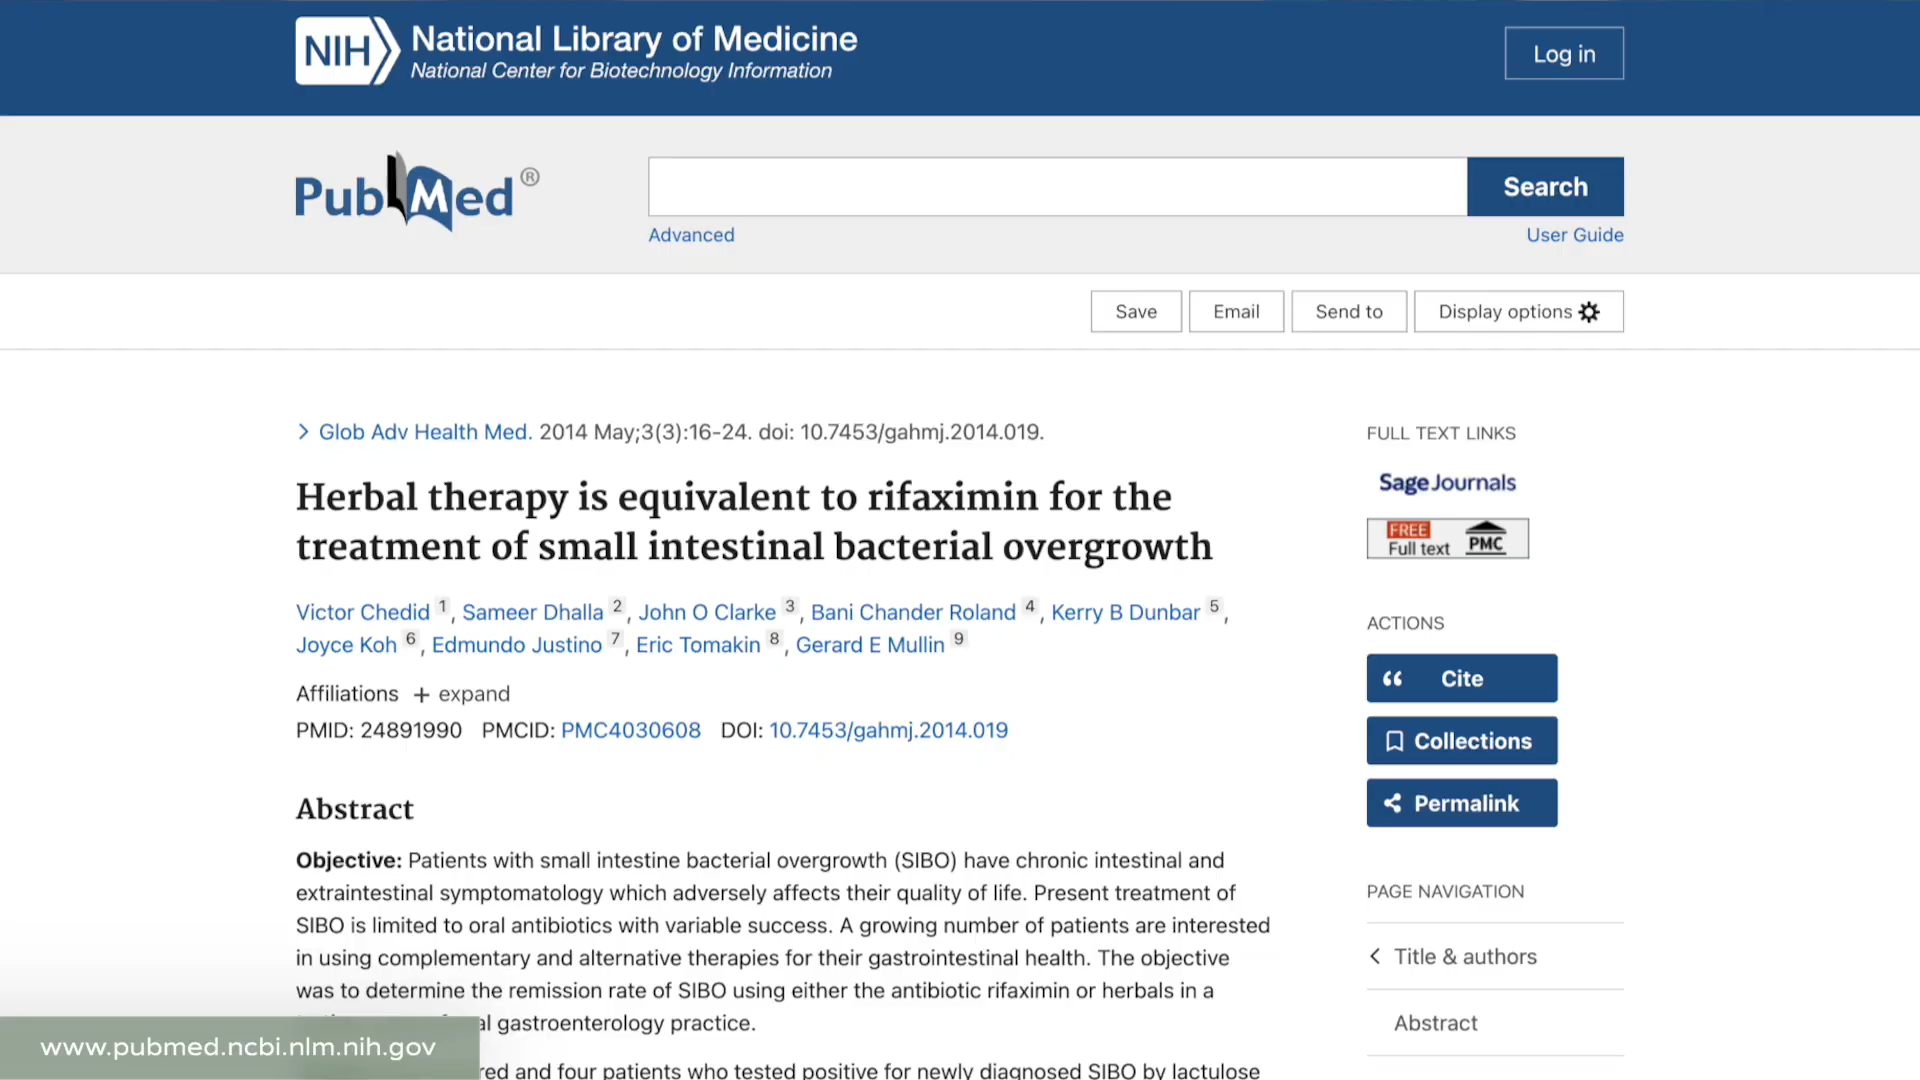 NIH National Library of Medicine
National Center for Biotechnology Information
Log in
PubMed®
Search
Advanced
User Guide
Save
Email
Send to
Display options
Glob Adv Health Med. 2014 May;3(3):16-24. doi: 10.7453/gahmj.2014.019.
Herbal therapy is equivalent to rifaximin for the
treatment of small intestinal bacterial overgrowth
Victor Chedid 1, Sameer Dhalla 2, John O Clarke 3, Bani Chander Roland 4, Kerry B Dunbar 5,
Joyce Koh 6, Edmundo Justino 7, Eric Tomakin 8, Gerard E Mullin 9
Affiliations + expand
PMID: 24891990 PMCID: PMC4030608 DOI: 10.7453/gahmj.2014.019
Abstract
Objective: Patients with small intestine bacterial overgrowth (SIBO) have chronic intestinal and
extraintestinal symptomatology which adversely affects their quality of life. Present treatment of
SIBO is limited to oral antibiotics with variable success. A growing number of patients are interested
in using complementary and alternative therapies for their gastrointestinal health. The objective
was to determine the remission rate of SIBO using either the antibiotic rifaximin or herbals in a
gastroenterology practice.
and four patients who tested positive for newly diagnosed SIBO by lactulose
FULL TEXT LINKS
Sage Journals
FREE
Full text PMC
ACTIONS
Cite
Collections
Permalink
PAGE NAVIGATION
Title & authors
Abstract
www.pubmed.ncbi.nlm.nih.gov